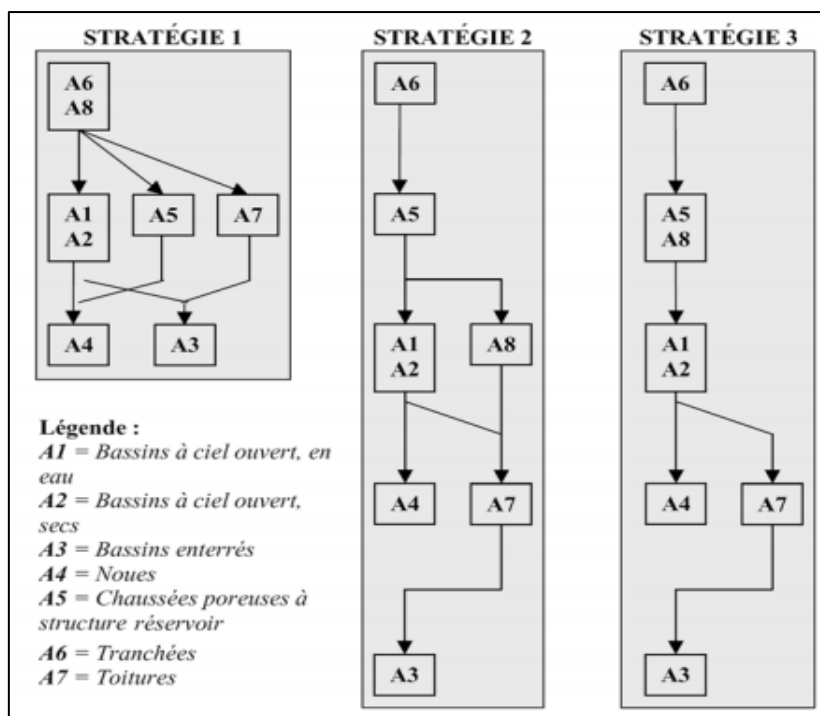 STRATÉGIE 1
A6
A8
A1
A2
A5
A7
A4
A3
Légende :
A1 = Bassins à ciel ouvert, en
eau
A2 = Bassins à ciel ouvert,
secs
A3 = Bassins enterrés
A4 = Noues
A5 = Chaussées poreuses à
structure réservoir
A6 = Tranchées
A7 = Toitures
STRATÉGIE 2
A6
A5
A1
A2
A8
A4
A7
A3
STRATÉGIE 3
A6
A5
A8
A1
A2
A4
A7
A3